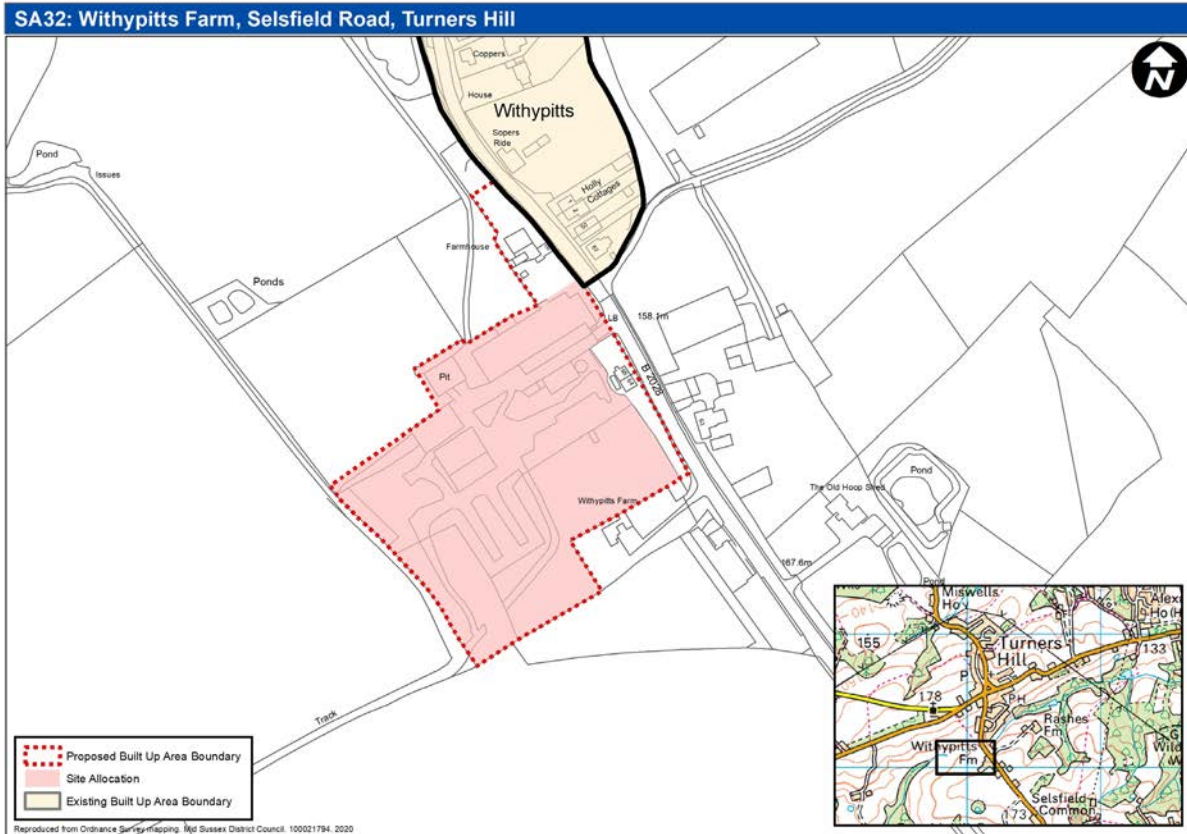 SA32: Withypitts Farm, Selsfield Road, Turners Hill
N
Coppers
House
Withypitts
Sopers
Ride
Holly
Cottages
Pond
Issues
Farmhouse
Ponds
LB
158.1m
B 2028
Pit
Pond
Withypitts Farm
The Old Hoop Shed
167.6m
Pond
Track
Proposed Built Up Area Boundary
Site Allocation
Existing Built Up Area Boundary
Reproduced from Ordnance Survey mapping. Mid Sussex District Council. 100021794. 2020
Miswells
Ho
155
Turners
Hill
133
P
PH
178
Rashes
Fm
Withypitts
Fm
Selsfield
Common
173